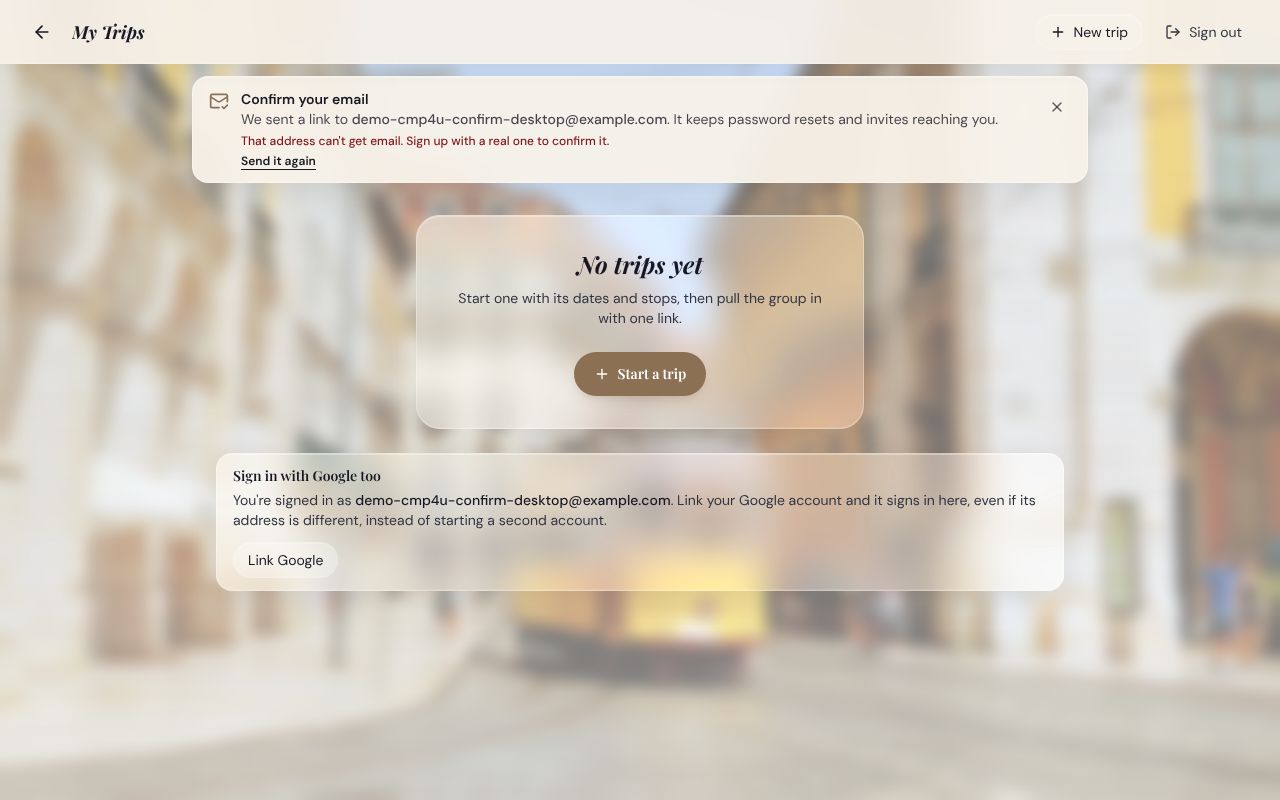 My Trips
New trip
Sign out
Confirm your email
We sent a link to demo-cmp4u-confirm-desktop@example.com. It keeps password resets and invites reaching you.
That address can't get email. Sign up with a real one to confirm it.
Send it again
No trips yet
Start one with its dates and stops, then pull the group in
with one link.
Start a trip
Sign in with Google too
You're signed in as demo-cmp4u-confirm-desktop@example.com. Link your Google account and it signs in here, even if its
address is different, instead of starting a second account.
Link Google